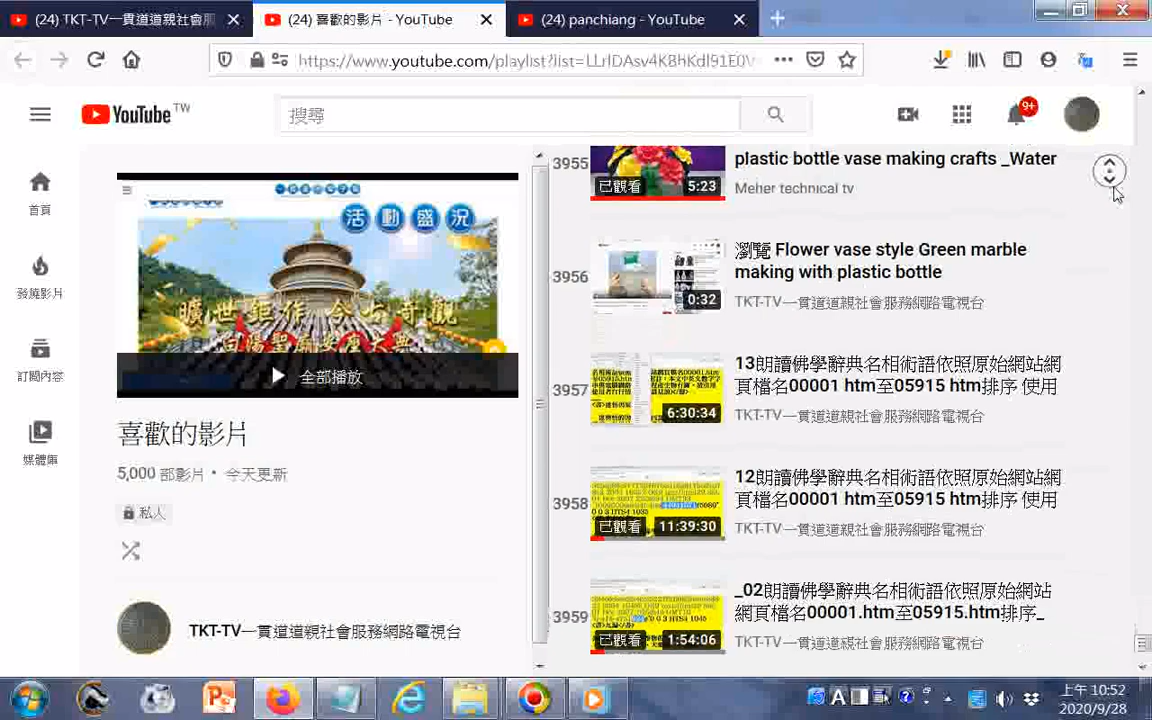 (24) TKT-TV一貫道道親社會服
(24) 喜歡的影片 - YouTube
(24) panchiang - YouTube
https://www.youtube.com/playlist?list=LLrIDAsv4KBhKdl91E0V
YouTube TW
搜尋
9+
首頁
發燒影片
訂閱內容
媒體庫
活動盛況
曠世鉅作 今古奇觀
全部播放
喜歡的影片
5,000 部影片 • 今天更新
私人
TKT-TV一貫道道親社會服務網路電視台
3955
已觀看
5:23
plastic bottle vase making crafts _Water
Meher technical tv
3956
0:32
瀏覽 Flower vase style Green marble
making with plastic bottle
TKT-TV一貫道道親社會服務網路電視台
3957
6:30:34
13朗讀佛學辭典名相術語依照原始網站網
頁檔名00001 htm至05915 htm排序 使用
TKT-TV一貫道道親社會服務網路電視台
3958
已觀看
11:39:30
12朗讀佛學辭典名相術語依照原始網站網
頁檔名00001 htm至05915 htm排序 使用
TKT-TV一貫道道親社會服務網路電視台
3959
已觀看
1:54:06
_02朗讀佛學辭典名相術語依照原始網站
網頁檔名00001.htm至05915.htm排序_
TKT-TV一貫道道親社會服務網路電視台
A
上午 10:52
2020/9/28